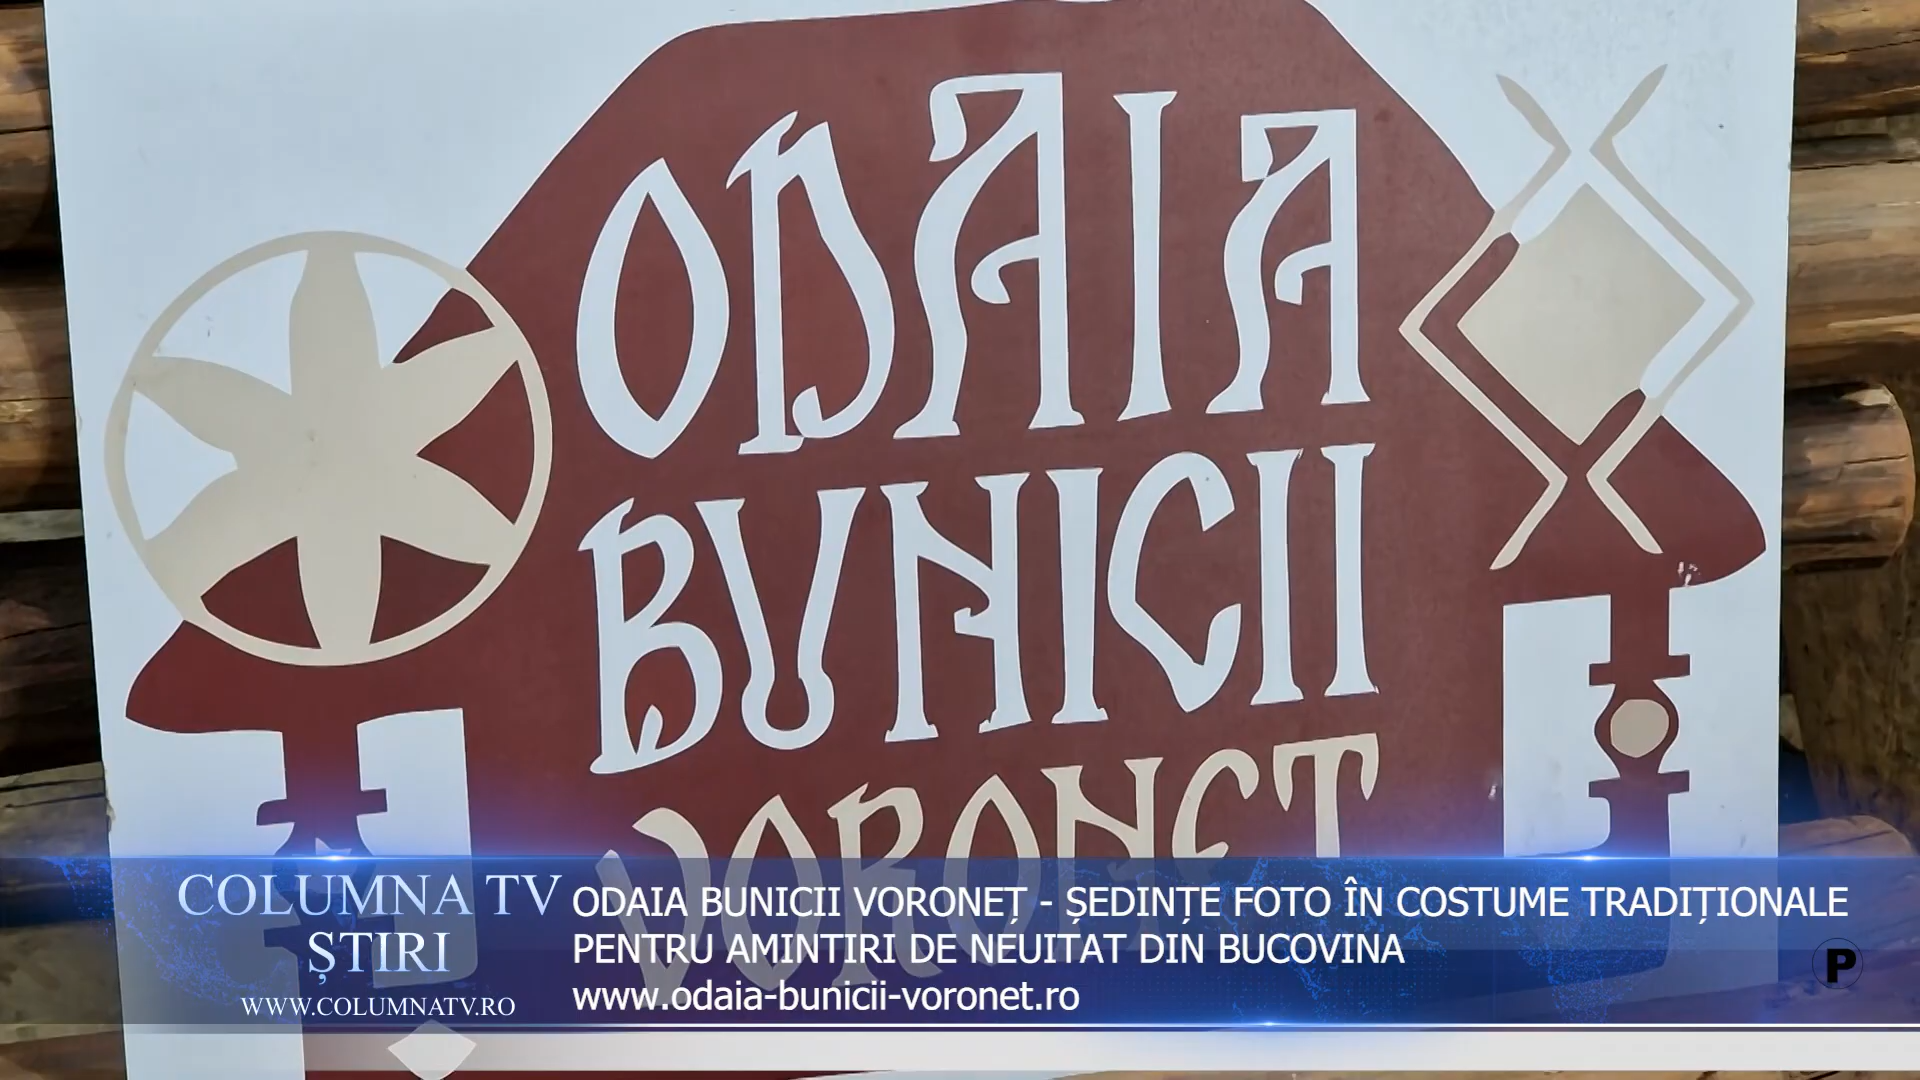 ODAIA
BUNICII
VORONEȚ
COLUMNA TV
ȘTIRI
WWW.COLUMNATV.RO
ODAIA BUNICII VORONEȚ - ȘEDINȚE FOTO ÎN COSTUME TRADIȚIONALE
PENTRU AMINTIRI DE NEUITAT DIN BUCOVINA
www.odaia-bunicii-voronet.ro
P